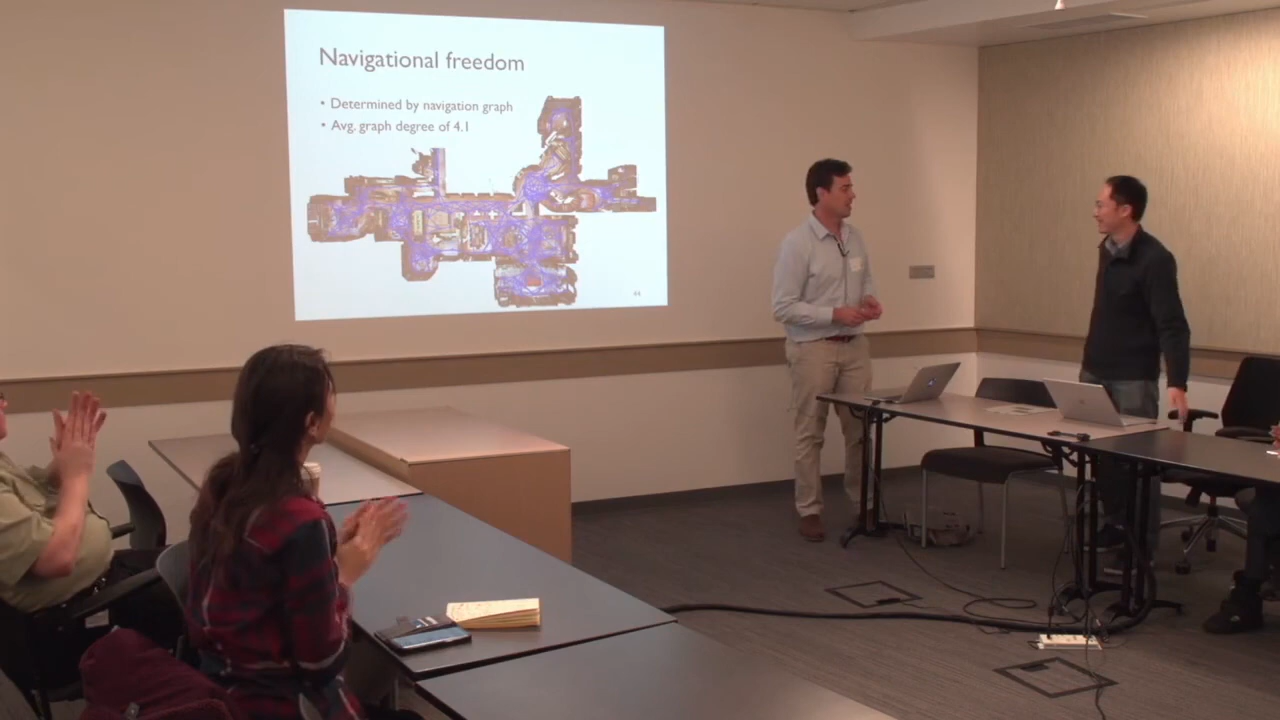 Navigational freedom
• Determined by navigation graph
• Avg. graph degree of 4.1